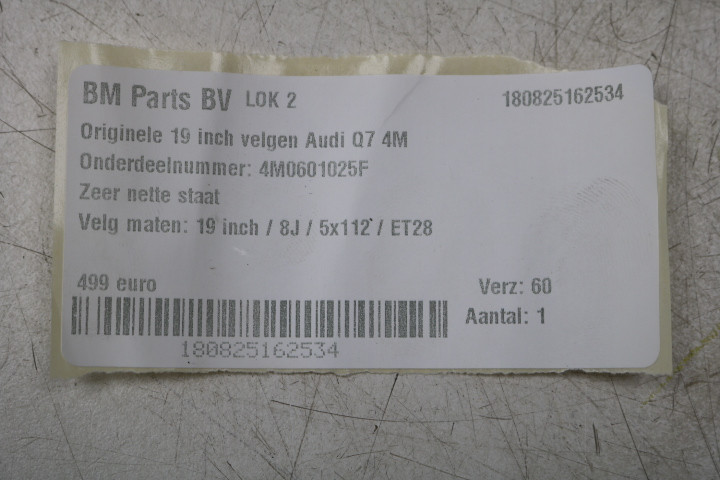 BM Parts BV LOK 2 180825162534
Originele 19 inch velgen Audi Q7 4M
Onderdeelnummer: 4M0601025F
Zeer nette staat
Velg maten: 19 inch / 8J / 5x112 / ET28
499 euro Verz: 60
Aantal: 1
180825162534